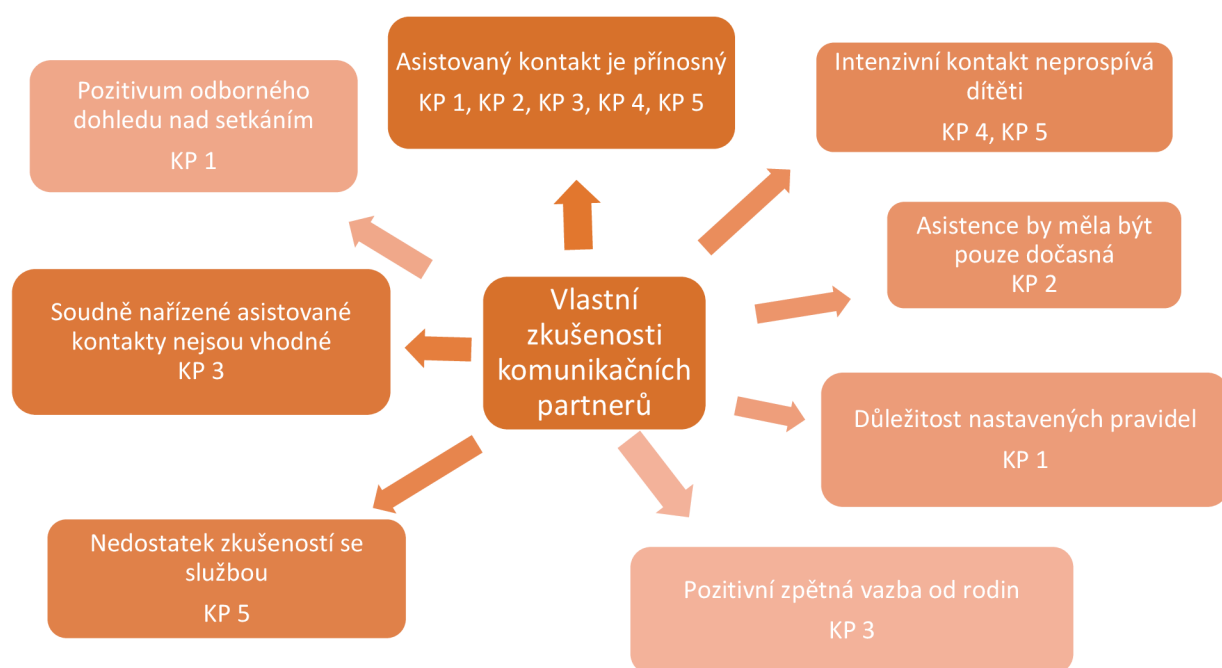 Asistovaný kontakt je přínosný
KP 1, KP 2, KP 3, KP 4, KP 5
Intenzivní kontakt neprospívá
dítěti
KP 4, KP 5
Pozitivum odborného
dohledu nad setkáním
KP 1
Asistence by měla být
pouze dočasná
KP 2
Soudně nařízené asistované
kontakty nejsou vhodné
KP 3
Vlastní
zkušenosti
komunikačních
partnerů
Důležitost nastavených pravidel
KP 1
Nedostatek zkušeností se
službou
KP 5
Pozitivní zpětná vazba od rodin
KP 3